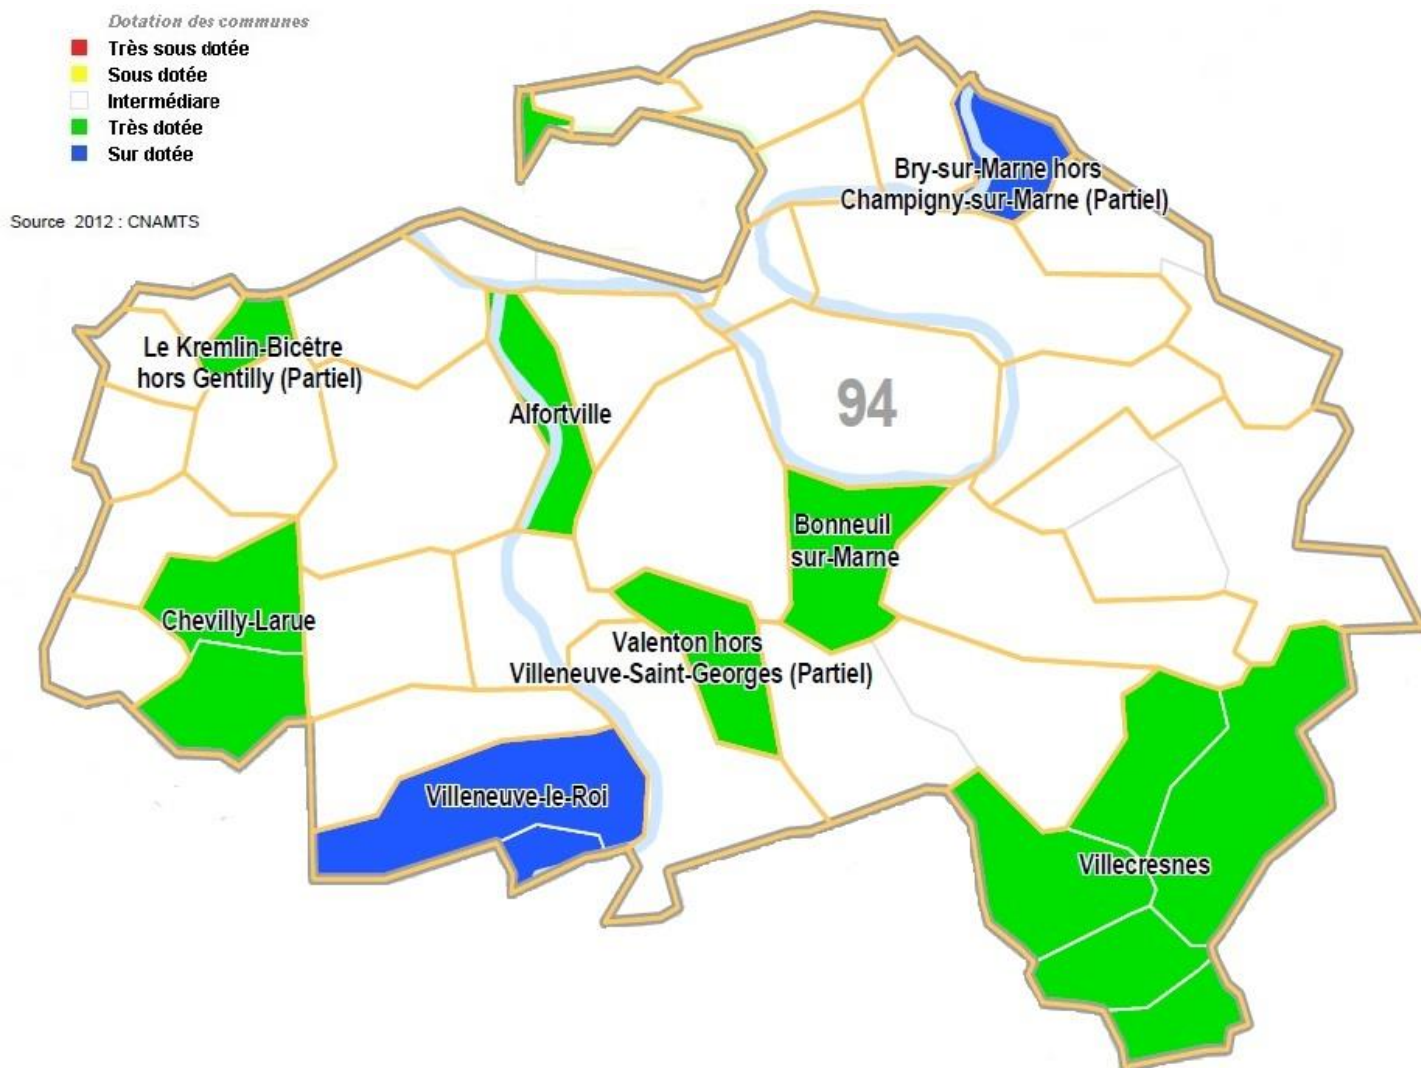 Dotation des communes
Très sous dotée
Sous dotée
Intermédiare
Très dotée
Sur dotée
Source 2012 : CNAMTS
Bry-sur-Marne hors
Champigny-sur-Marne (Partiel)
Le Kremlin-Bicêtre
hors Gentilly (Partiel)
Alfortville
94
Bonneuil
sur-Marne
Chevilly-Larue
Valenton hors
Villeneuve-Saint-Georges (Partiel)
Villeneuve-le-Roi
Villecresnes